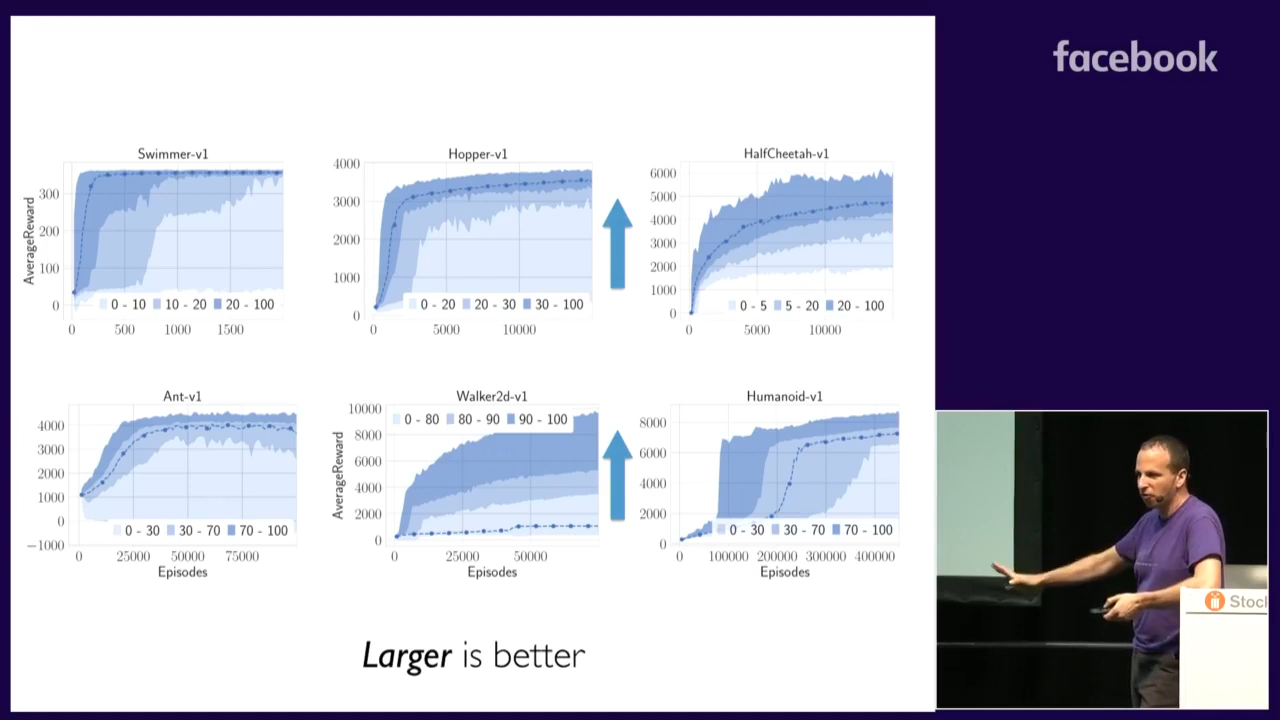 facebook
Swimmer-v1
AverageReward
300
200
100
0
0 - 10 10 - 20 20 - 100
0 500 1000 1500
Hopper-v1
4000
3000
2000
1000
0
0 - 20 20 - 30 30 - 100
0 5000 10000
HalfCheetah-v1
6000
5000
4000
3000
2000
1000
0
0 - 5 5 - 20 20 - 100
0 5000 10000
Ant-v1
4000
3000
2000
1000
0
−1000
0 - 30 30 - 70 70 - 100
0 25000 50000 75000
Episodes
Walker2d-v1
AverageReward
10000
8000
6000
4000
2000
0
0 - 80 80 - 90 90 - 100
0 25000 50000
Episodes
Humanoid-v1
8000
6000
4000
2000
0
0 - 30 30 - 70 70 - 100
0 100000 200000 300000 400000
Episodes
Larger is better
Stoc